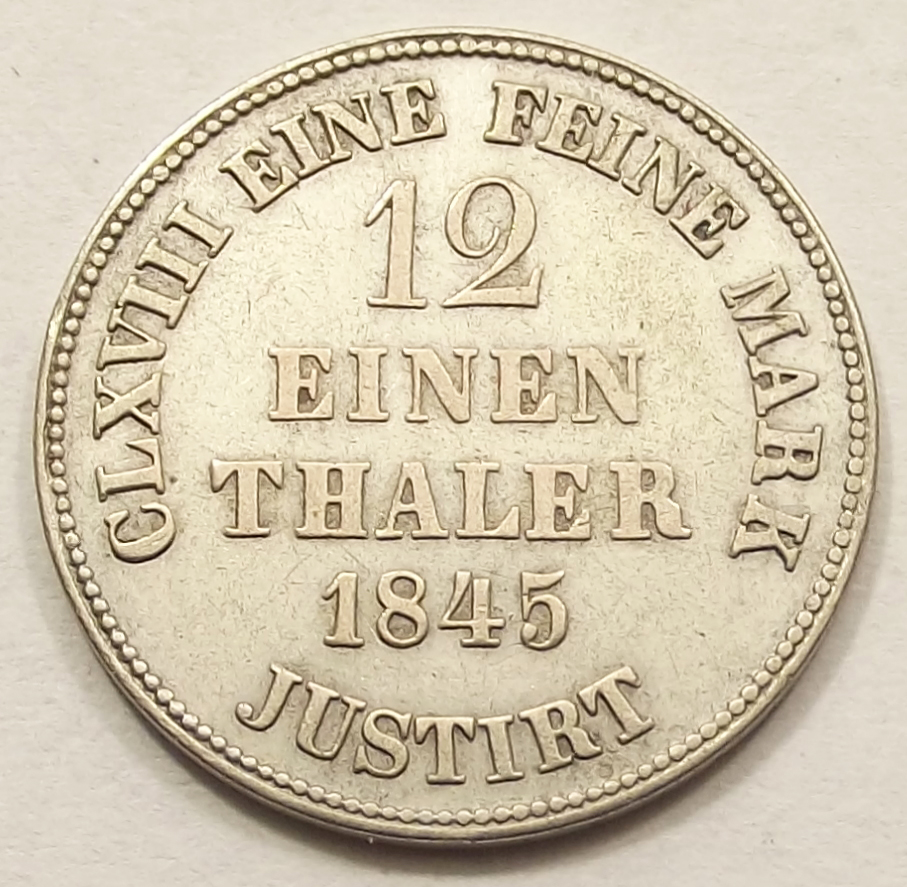 CLXVIII EINE FEINE MARK
12
EINEN
THALER
1845
JUSTIRT